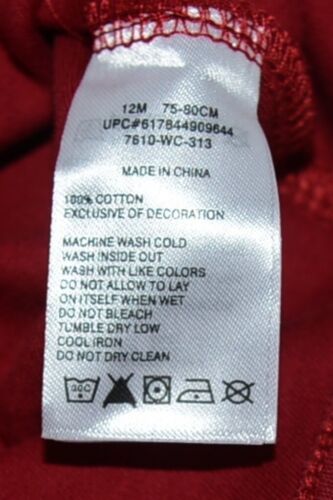 12M 75-80CM
UPC#617844909644
7610-WC-313
MADE IN CHINA
100% COTTON
EXCLUSIVE OF DECORATION
MACHINE WASH COLD
WASH INSIDE OUT
WASH WITH LIKE COLORS
DO NOT ALLOW TO LAY
ON ITSELF WHEN WET
DO NOT BLEACH
TUMBLE DRY LOW
COOL IRON
DO NOT DRY CLEAN